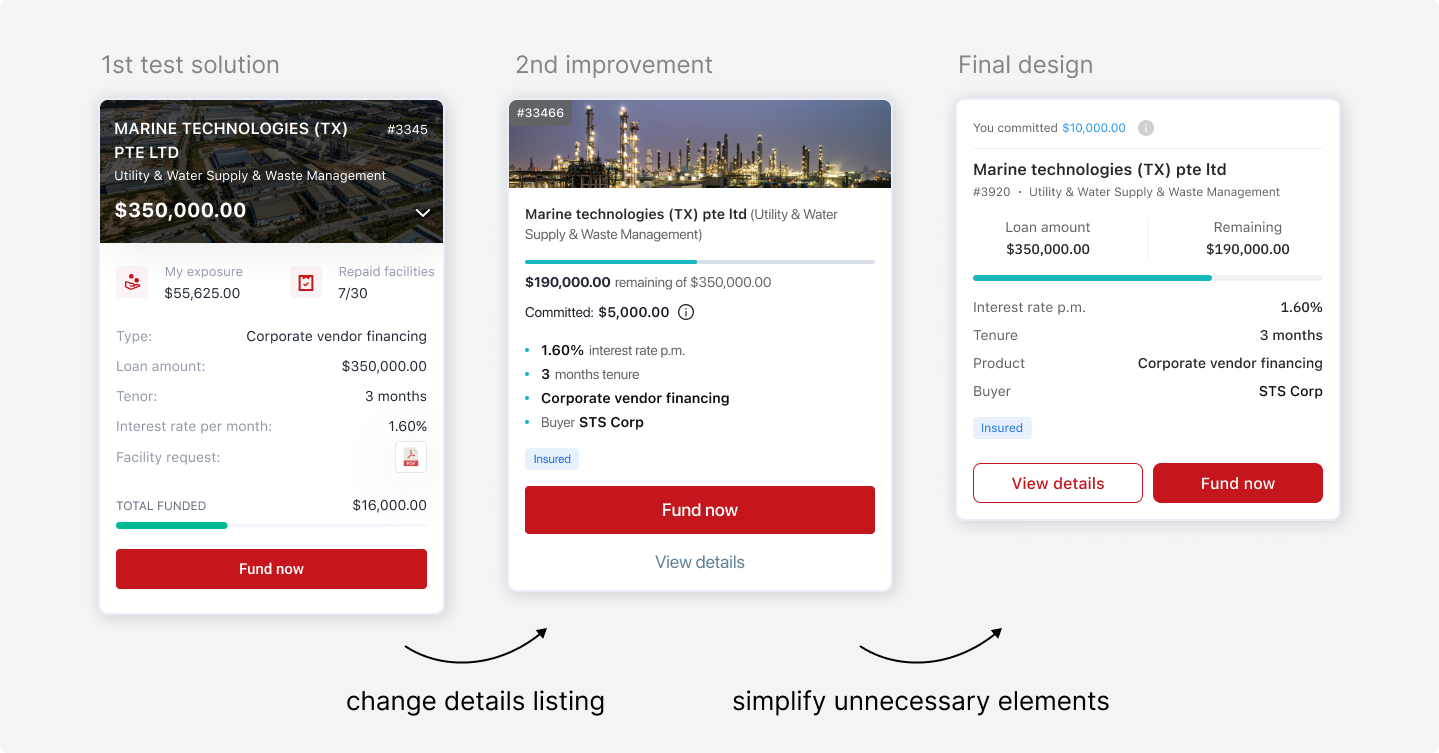 1st test solution
MARINE TECHNOLOGIES (TX) #3345
PTE LTD
Utility & Water Supply & Waste Management
$350,000.00
My exposure Repaid facilities
$55,625.00 7/30
Type: Corporate vendor financing
Loan amount: $350,000.00
Tenor: 3 months
Interest rate per month: 1.60%
Facility request: PDF
TOTAL FUNDED $16,000.00
Fund now
2nd improvement
#33466
Marine technologies (TX) pte ltd (Utility & Water
Supply & Waste Management)
$190,000.00 remaining of $350,000.00
Committed: $5,000.00
• 1.60% interest rate p.m.
• 3 months tenure
• Corporate vendor financing
• Buyer STS Corp
Insured
Fund now
View details
Final design
You committed $10,000.00
Marine technologies (TX) pte ltd
#3920 · Utility & Water Supply & Waste Management
Loan amount Remaining
$350,000.00 $190,000.00
Interest rate p.m. 1.60%
Tenure 3 months
Product Corporate vendor financing
Buyer STS Corp
Insured
View details Fund now
change details listing
simplify unnecessary elements